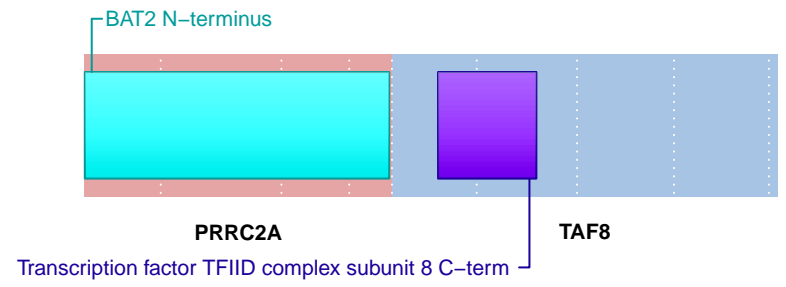 BAT2 N−terminus
PRRC2A
TAF8
Transcription factor TFIID complex subunit 8 C−term